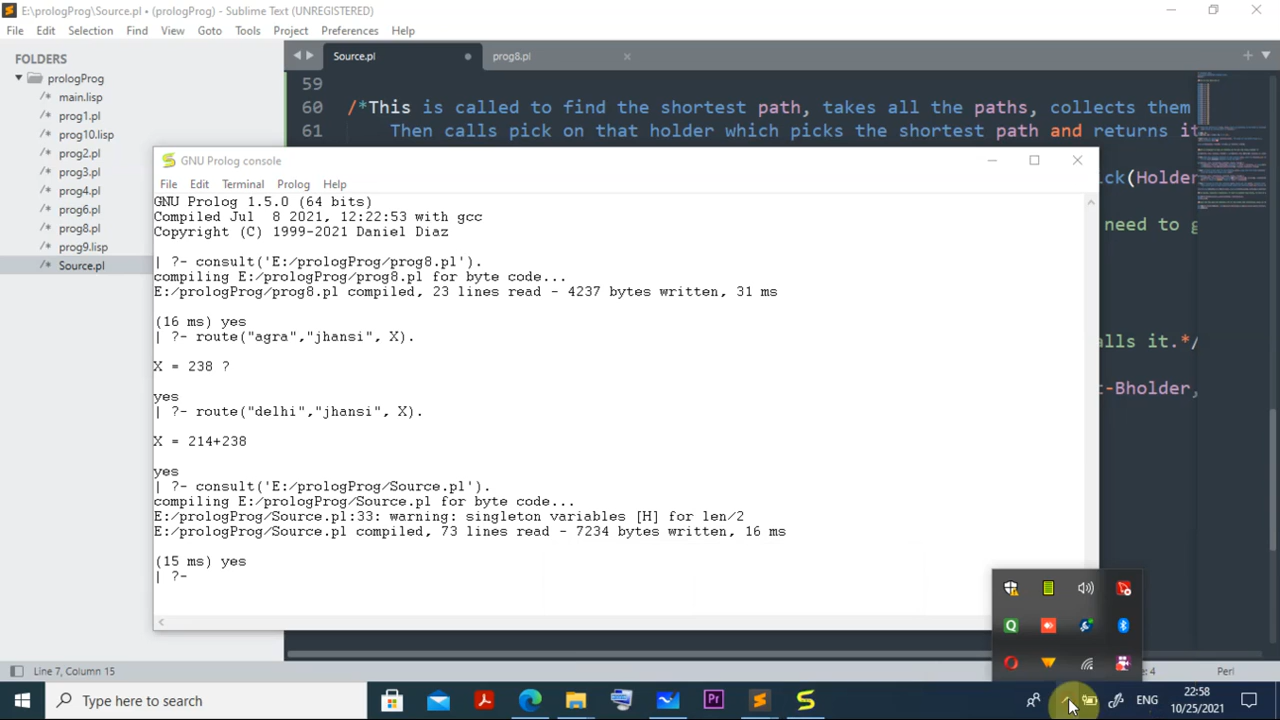 E:\prologProg\Source.pl • (prologProg) - Sublime Text (UNREGISTERED)
File Edit Selection Find View Goto Tools Project Preferences Help
FOLDERS
prologProg
/* main.lisp
/* prog1.pl
/* prog10.lisp
/* prog2.pl
/* prog3.pl
/* prog4.pl
/* prog6.pl
/* prog8.pl
/* prog9.lisp
/* Source.pl
Source.pl prog8.pl
59
60 /*This is called to find the shortest path, takes all the paths, collects them
61 Then calls pick on that holder which picks the shortest path and returns it
ick(Holder
need to g
alls it.*/
t-Bholder,
GNU Prolog console
File Edit Terminal Prolog Help
GNU Prolog 1.5.0 (64 bits)
Compiled Jul  8 2021, 12:22:53 with gcc
Copyright (C) 1999-2021 Daniel Diaz
| ?- consult('E:/prologProg/prog8.pl').
compiling E:/prologProg/prog8.pl for byte code...
E:/prologProg/prog8.pl compiled, 23 lines read - 4237 bytes written, 31 ms
(16 ms) yes
| ?- route("agra","jhansi", X).
X = 238 ?
yes
| ?- route("delhi","jhansi", X).
X = 214+238
yes
| ?- consult('E:/prologProg/Source.pl').
compiling E:/prologProg/Source.pl for byte code...
E:/prologProg/Source.pl:33: warning: singleton variables [H] for len/2
E:/prologProg/Source.pl compiled, 73 lines read - 7234 bytes written, 16 ms
(15 ms) yes
| ?-
Line 7, Column 15
: 4 Perl
Type here to search
Pr
ENG
22:58
10/25/2021